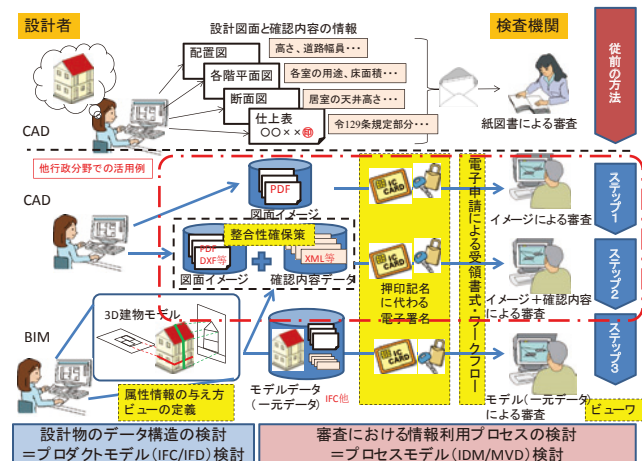 設計者
設計図面と確認内容の情報
検査機関
配置図
高さ、道路幅員・・・
各階平面図
各室の用途、床面積・・・
断面図
居室の天井高さ・・・
仕上表
○○××㊞
令129条規定部分・・・
CAD
紙図書による審査
従前の方法
他行政分野での活用例
CAD
PDF
図面イメージ
IC
CARD
イメージによる審査
ステップ1
整合性確保策
PDF
DXF等
XML等
図面イメージ
確認内容データ
IC
CARD
押印記名
に代わる
電子署名
電子申請による受領書式・ワークフロー
イメージ+確認内容
による審査
ステップ2
BIM
3D建物モデル
属性情報の与え方
ビューの定義
モデルデータ
(一元データ)
IFC他
IC
CARD
モデル(一元データ)
による審査
ステップ3
ビューワ
設計物のデータ構造の検討
=プロダクトモデル(IFC/IFD)検討
審査における情報利用プロセスの検討
=プロセスモデル(IDM/MVD)検討